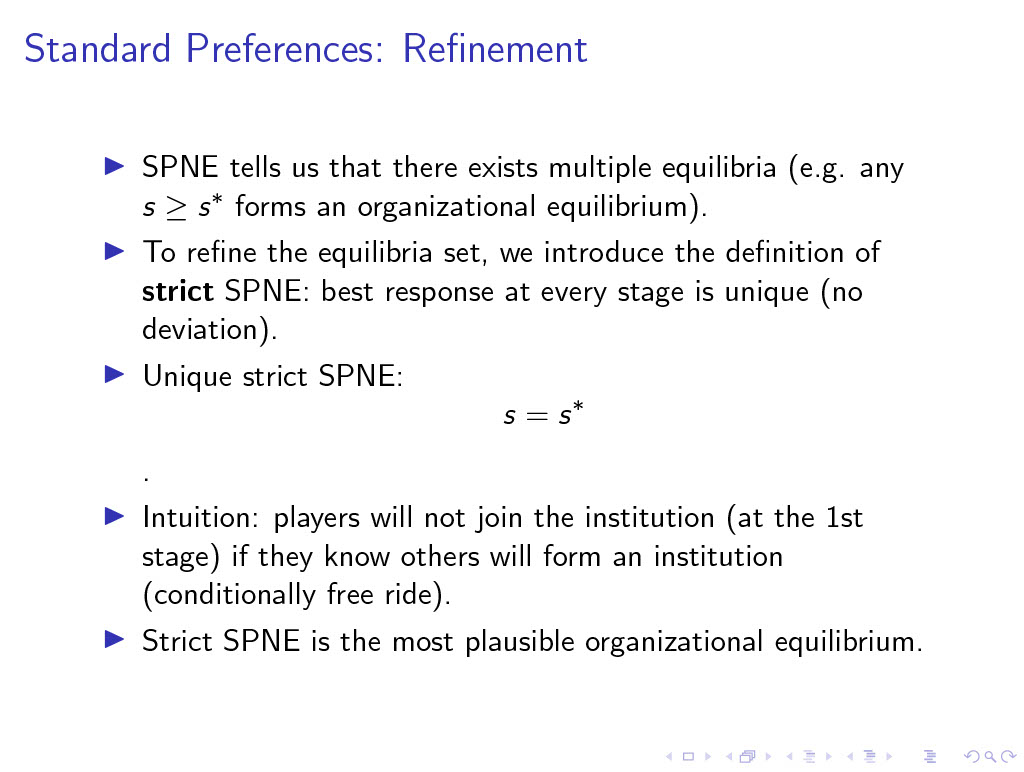 Standard Preferences: Refinement
▶ SPNE tells us that there exists multiple equilibria (e.g. any
s ≥ s* forms an organizational equilibrium).
▶ To refine the equilibria set, we introduce the definition of
strict SPNE: best response at every stage is unique (no
deviation).
▶ Unique strict SPNE:
s = s*
.
▶ Intuition: players will not join the institution (at the 1st
stage) if they know others will form an institution
(conditionally free ride).
▶ Strict SPNE is the most plausible organizational equilibrium.